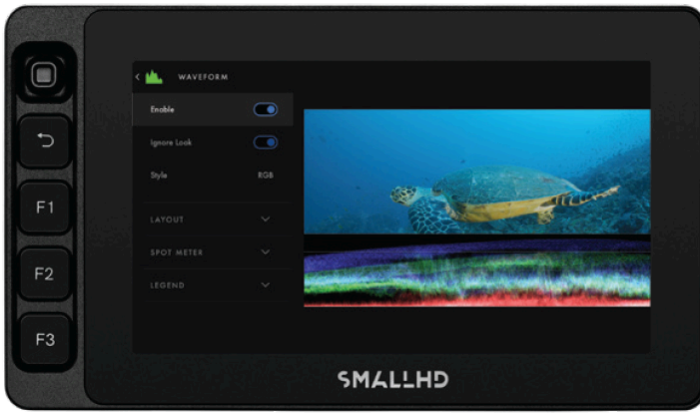 WAVEFORM
Enable
Ignore Look
Style RGB
LAYOUT
SPOT METER
LEGEND
F1
F2
F3
SMALLHD